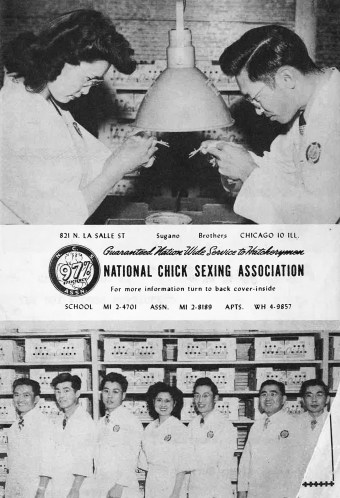 821 N. LA SALLE ST Sugano Brothers CHICAGO 10 ILL.
Guaranteed Nation Wide Service to Hatcherymen
N C S
97%
ASS'N.
NATIONAL CHICK SEXING ASSOCIATION
For more information turn to back cover-inside
SCHOOL MI 2-4701 ASSN. MI 2-8189 APTS. WH 4-9857